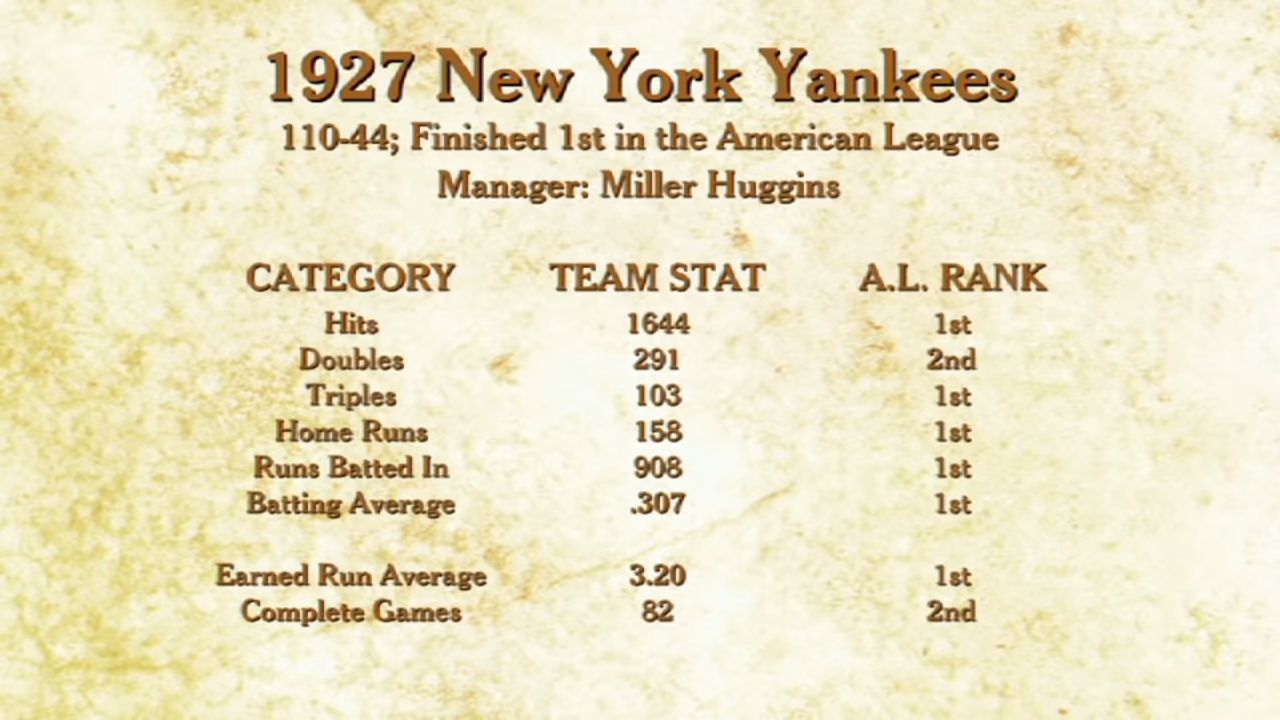 1927 New York Yankees
110-44; Finished 1st in the American League
Manager: Miller Huggins
CATEGORY TEAM STAT A.L. RANK
Hits 1644 1st
Doubles 291 2nd
Triples 103 1st
Home Runs 158 1st
Runs Batted In 908 1st
Batting Average .307 1st
Earned Run Average 3.20 1st
Complete Games 82 2nd